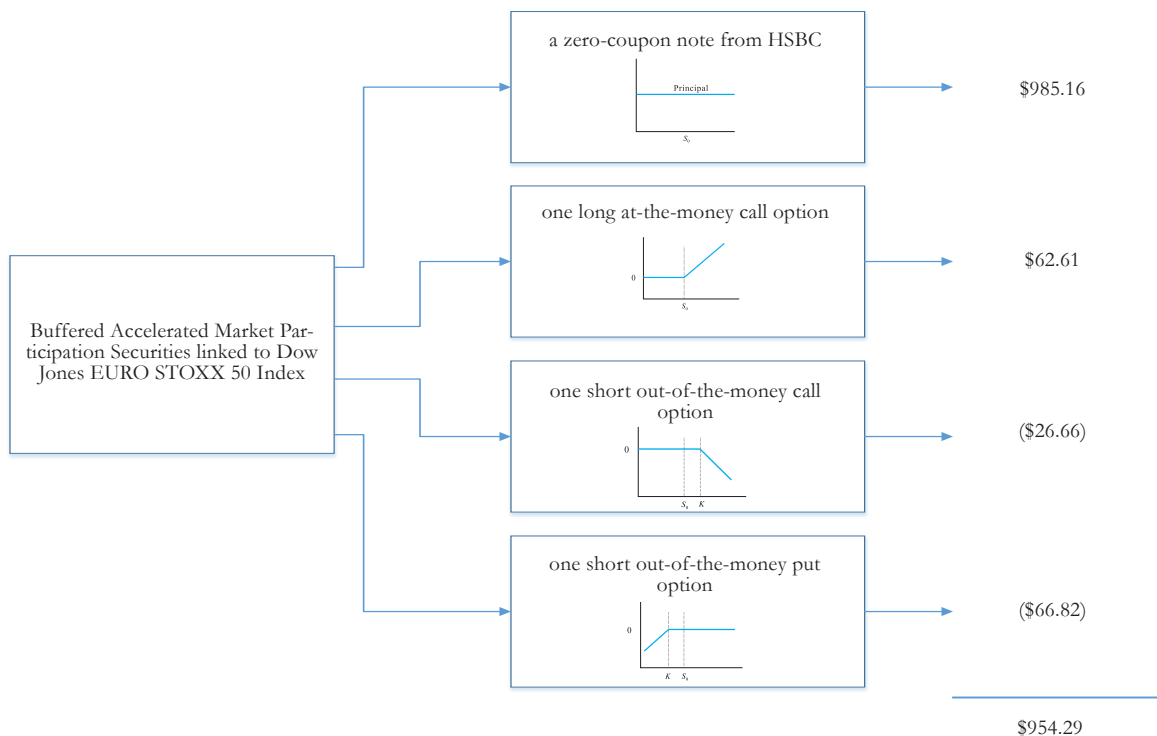 a zero-coupon note from HSBC
Principal
S₀
$985.16
one long at-the-money call option
0
S₀
$62.61
Buffered Accelerated Market Par-
ticipation Securities linked to Dow
Jones EURO STOXX 50 Index
one short out-of-the-money call
option
0
S₀ K
($26.66)
one short out-of-the-money put
option
0
K S₀
($66.82)
$954.29